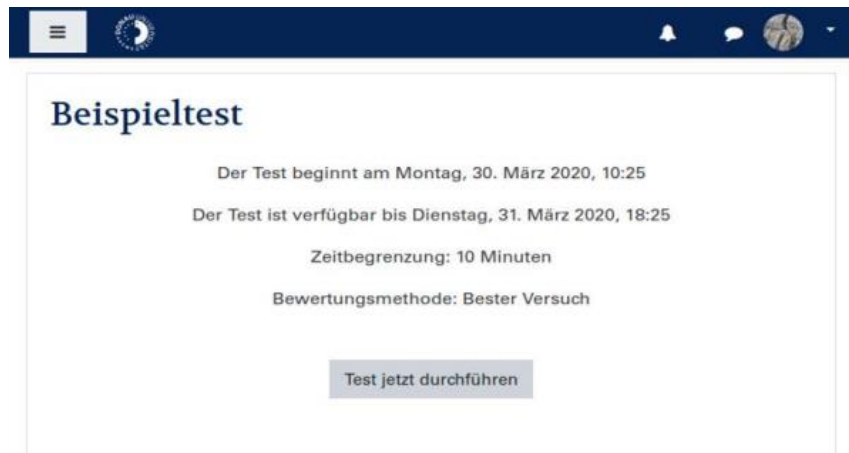 Beispieltest
Der Test beginnt am Montag, 30. März 2020, 10:25
Der Test ist verfügbar bis Dienstag, 31. März 2020, 18:25
Zeitbegrenzung: 10 Minuten
Bewertungsmethode: Bester Versuch
Test jetzt durchführen